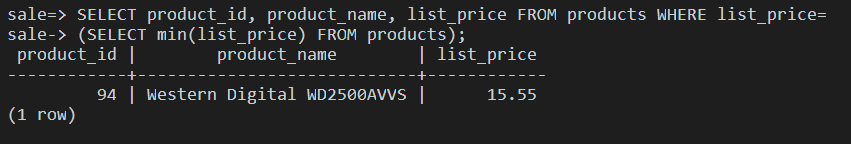 sale=> SELECT product_id, product_name, list_price FROM products WHERE list_price=
sale-> (SELECT min(list_price) FROM products);
 product_id |        product_name        | list_price
------------+----------------------------+------------
         94 | Western Digital WD2500AVVS |      15.55
(1 row)